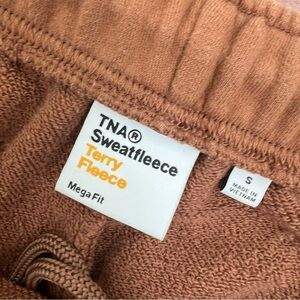 TNA®
Sweatfleece
Terry
Fleece
Mega Fit
S
MADE IN
VIETNAM